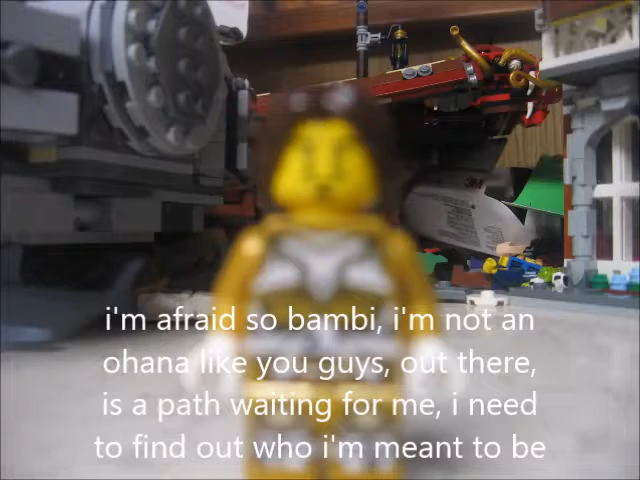 3M
i'm afraid so bambi, i'm not an
ohana like you guys, out there,
is a path waiting for me, i need
to find out who i'm meant to be